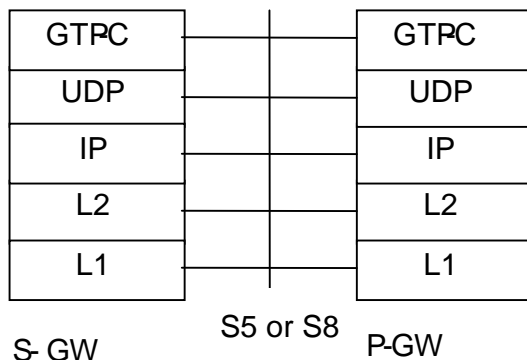 GTP-C GTP-C
UDP UDP
IP IP
L2 L2
L1 L1
S- GW S5 or S8 P-GW